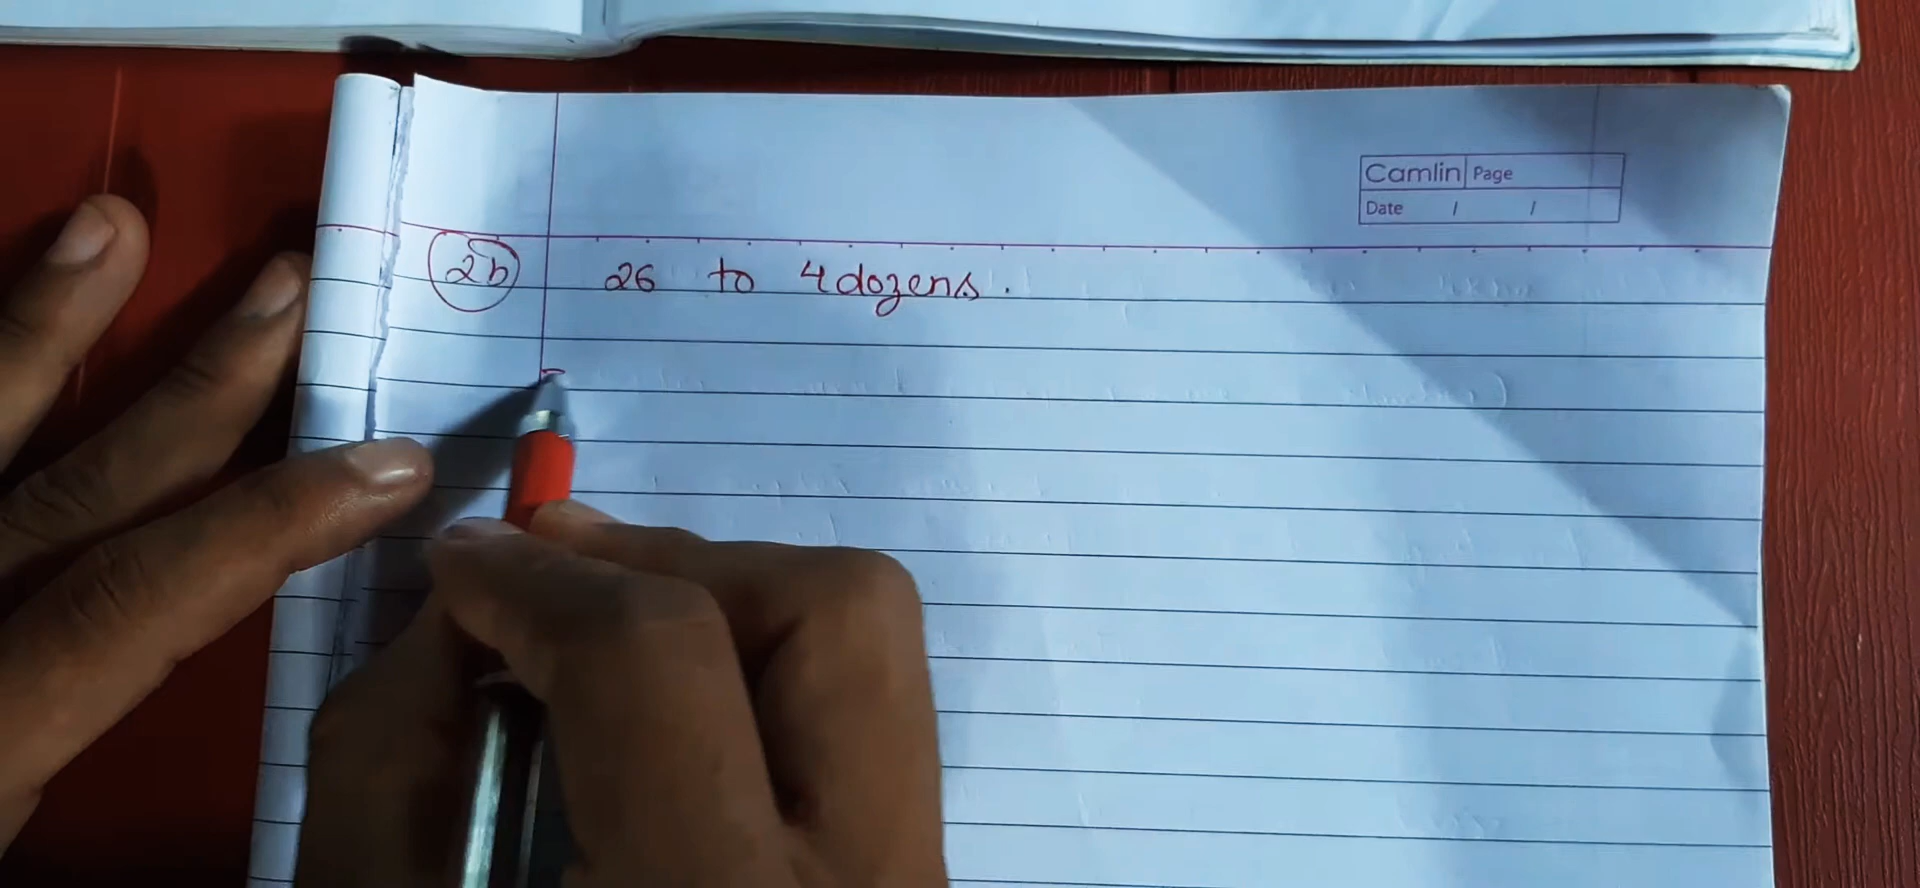 Camlin Page
Date / /
2b 26 to 4 dozens.